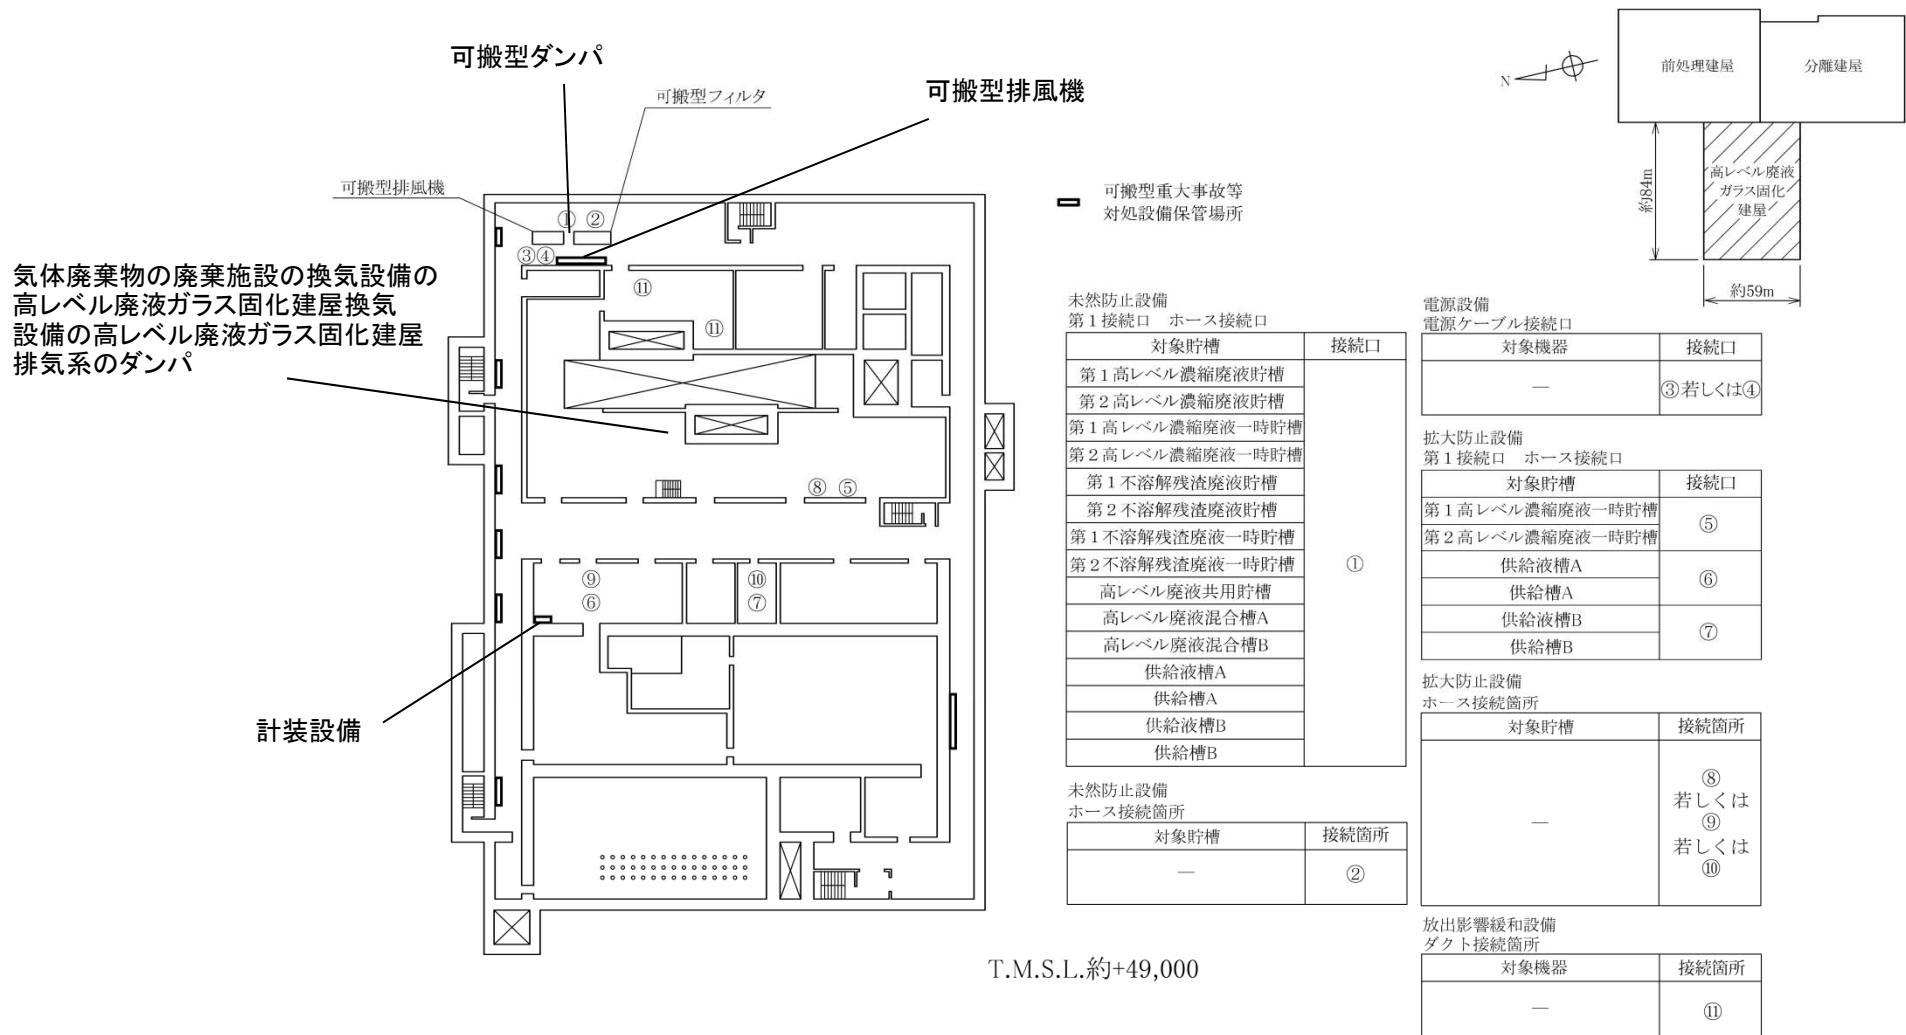 可搬型ダンパ
可搬型フィルタ
可搬型排風機
可搬型排風機
① ②
③④
気体廃棄物の廃棄施設の換気設備の
高レベル廃液ガラス固化建屋換気
設備の高レベル廃液ガラス固化建屋
排気系のダンパ
⑪
⑪
⑧ ⑤
⑨
⑥
⑩
⑦
計装設備
T.M.S.L.約+49,000
可搬型重大事故等
対処設備保管場所
N
前処理建屋
分離建屋
高レベル廃液
ガラス固化
建屋
約84m
約59m
未然防止設備
第1接続口 ホース接続口
対象貯槽 接続口
第1高レベル濃縮廃液貯槽
第2高レベル濃縮廃液貯槽
第1高レベル濃縮廃液一時貯槽
第2高レベル濃縮廃液一時貯槽
第1不溶解残渣廃液貯槽
第2不溶解残渣廃液貯槽
第1不溶解残渣廃液一時貯槽
第2不溶解残渣廃液一時貯槽
高レベル廃液共用貯槽
高レベル廃液混合槽A
高レベル廃液混合槽B
供給液槽A
供給槽A
供給液槽B
供給槽B
①
未然防止設備
ホース接続箇所
対象貯槽 接続箇所
― ②
電源設備
電源ケーブル接続口
対象機器 接続口
― ③若しくは④
拡大防止設備
第1接続口 ホース接続口
対象貯槽 接続口
第1高レベル濃縮廃液一時貯槽
第2高レベル濃縮廃液一時貯槽
⑤
供給液槽A
供給槽A
⑥
供給液槽B
供給槽B
⑦
拡大防止設備
ホース接続箇所
対象貯槽 接続箇所
―
⑧
若しくは
⑨
若しくは
⑩
放出影響緩和設備
ダクト接続箇所
対象機器 接続箇所
― ⑪